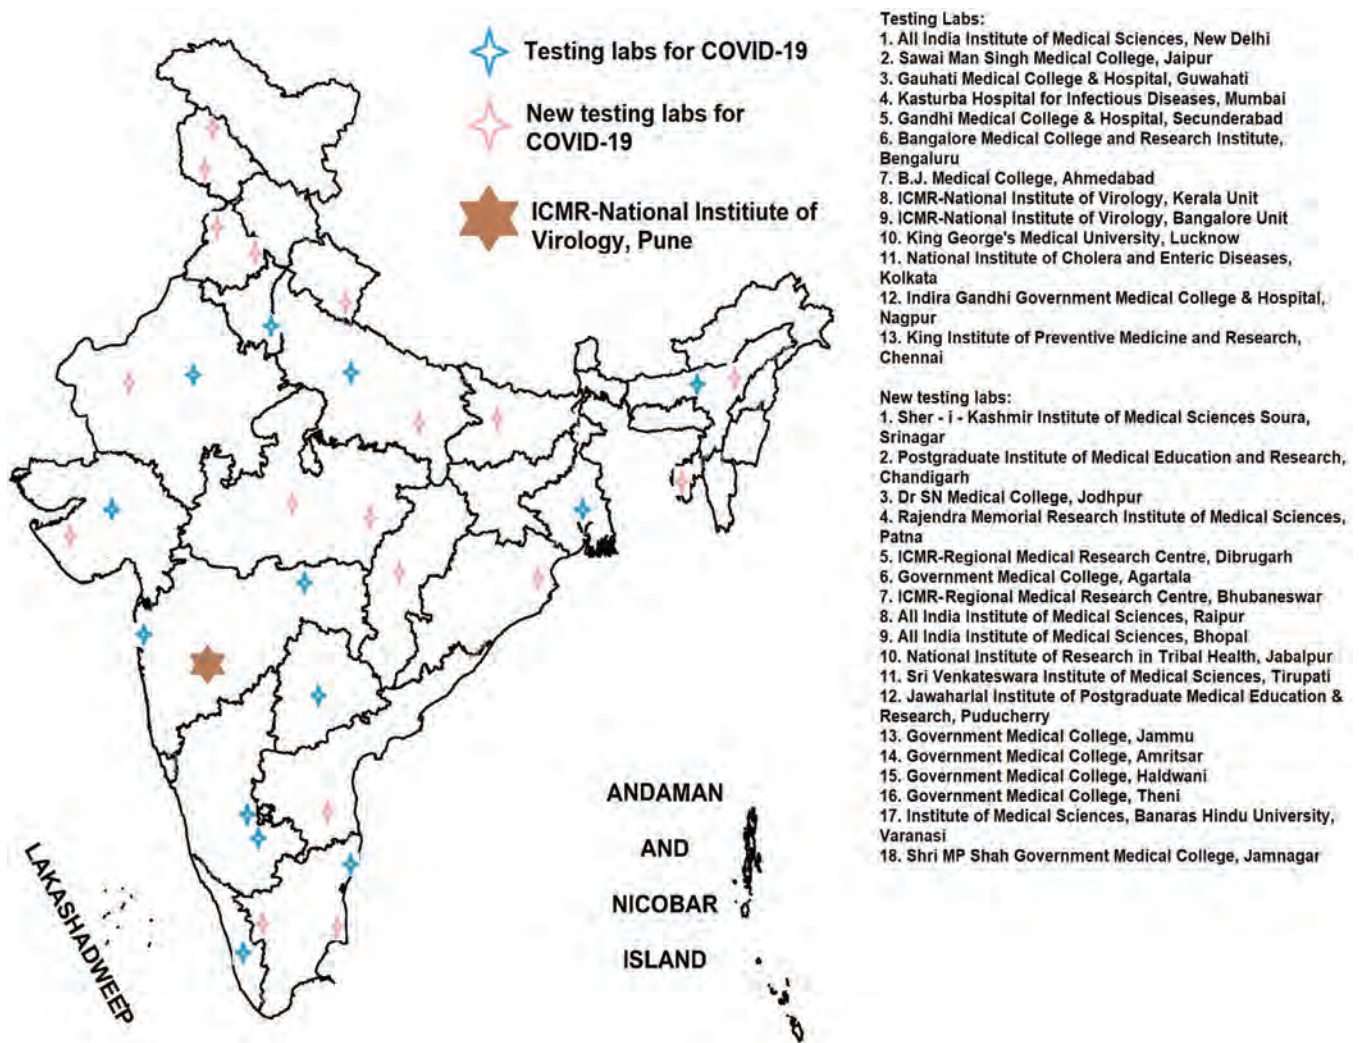 Testing labs for COVID-19
New testing labs for
COVID-19
ICMR-National Institiute of
Virology, Pune
LAKASHADWEEP
ANDAMAN
AND
NICOBAR
ISLAND
Testing Labs:
1. All India Institute of Medical Sciences, New Delhi
2. Sawai Man Singh Medical College, Jaipur
3. Gauhati Medical College & Hospital, Guwahati
4. Kasturba Hospital for Infectious Diseases, Mumbai
5. Gandhi Medical College & Hospital, Secunderabad
6. Bangalore Medical College and Research Institute,
Bengaluru
7. B.J. Medical College, Ahmedabad
8. ICMR-National Institute of Virology, Kerala Unit
9. ICMR-National Institute of Virology, Bangalore Unit
10. King George's Medical University, Lucknow
11. National Institute of Cholera and Enteric Diseases,
Kolkata
12. Indira Gandhi Government Medical College & Hospital,
Nagpur
13. King Institute of Preventive Medicine and Research,
Chennai
New testing labs:
1. Sher - i - Kashmir Institute of Medical Sciences Soura,
Srinagar
2. Postgraduate Institute of Medical Education and Research,
Chandigarh
3. Dr SN Medical College, Jodhpur
4. Rajendra Memorial Research Institute of Medical Sciences,
Patna
5. ICMR-Regional Medical Research Centre, Dibrugarh
6. Government Medical College, Agartala
7. ICMR-Regional Medical Research Centre, Bhubaneswar
8. All India Institute of Medical Sciences, Raipur
9. All India Institute of Medical Sciences, Bhopal
10. National Institute of Research in Tribal Health, Jabalpur
11. Sri Venkateswara Institute of Medical Sciences, Tirupati
12. Jawaharlal Institute of Postgraduate Medical Education &
Research, Puducherry
13. Government Medical College, Jammu
14. Government Medical College, Amritsar
15. Government Medical College, Haldwani
16. Government Medical College, Theni
17. Institute of Medical Sciences, Banaras Hindu University,
Varanasi
18. Shri MP Shah Government Medical College, Jamnagar